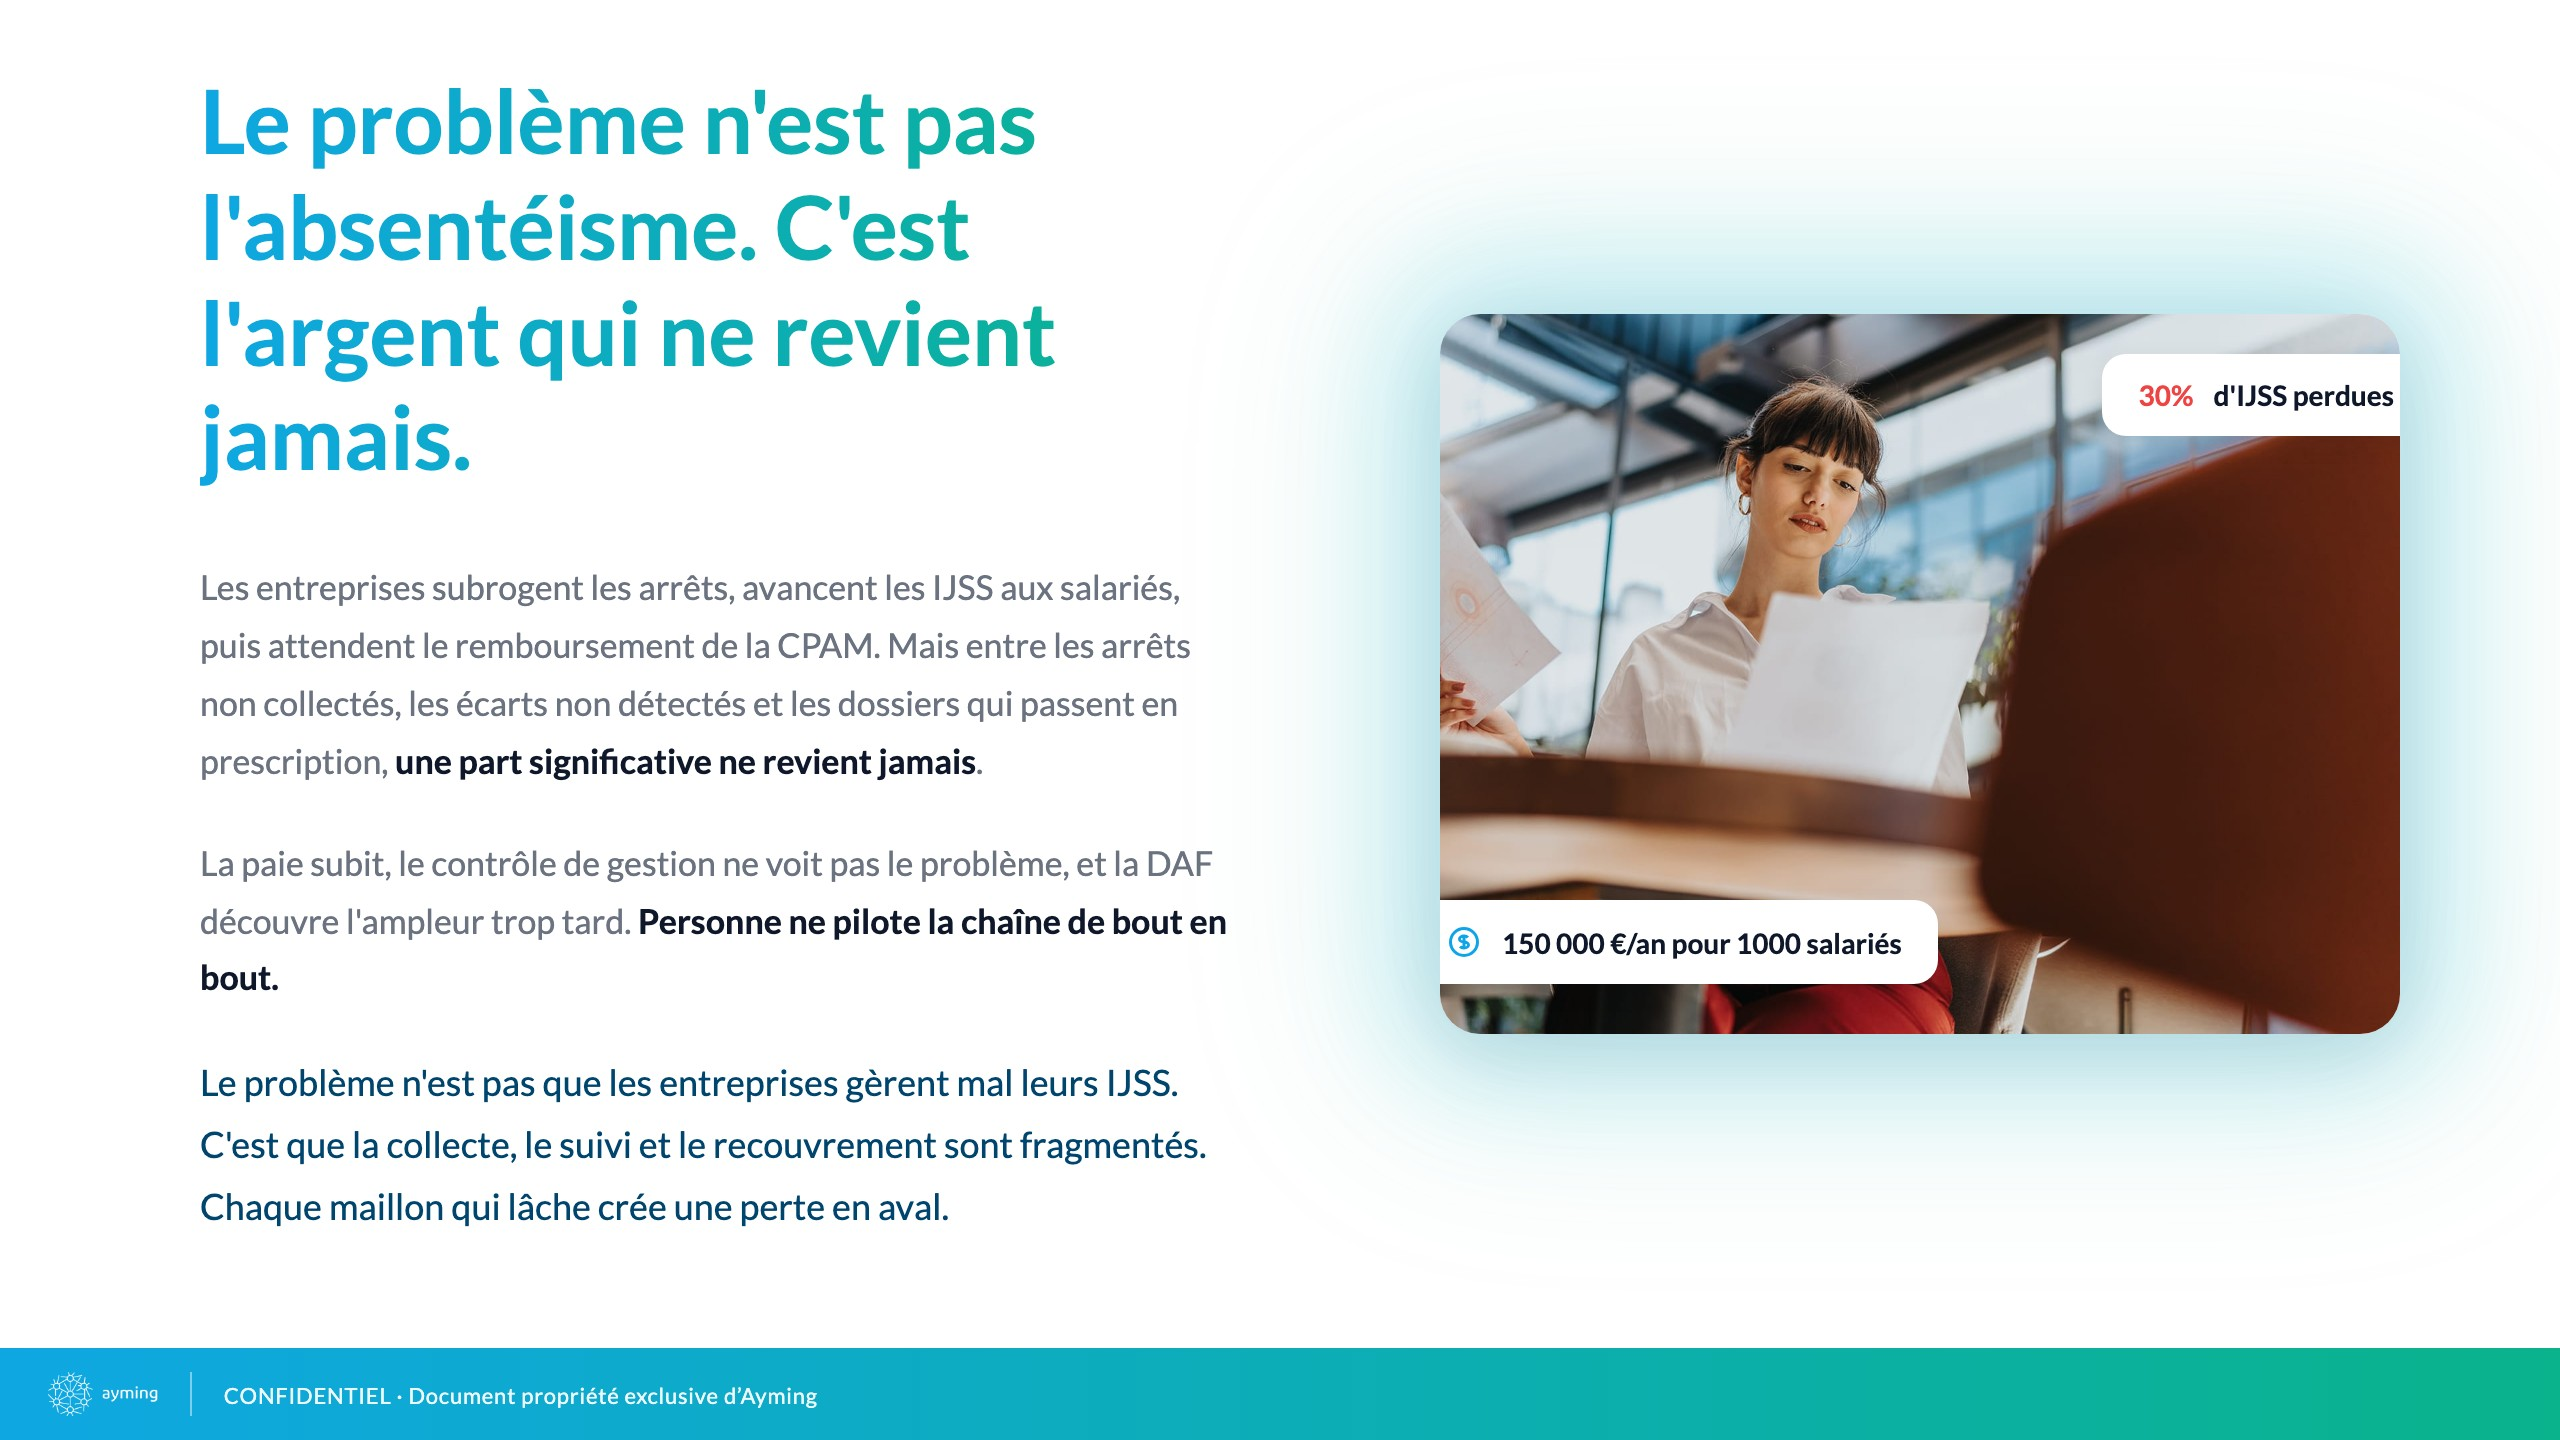 Le problème n'est pas
l'absentéisme. C'est
l'argent qui ne revient
jamais.
Les entreprises subrogent les arrêts, avancent les IJSS aux salariés,
puis attendent le remboursement de la CPAM. Mais entre les arrêts
non collectés, les écarts non détectés et les dossiers qui passent en
prescription, une part significative ne revient jamais.
La paie subit, le contrôle de gestion ne voit pas le problème, et la DAF
découvre l'ampleur trop tard. Personne ne pilote la chaîne de bout en
bout.
Le problème n'est pas que les entreprises gèrent mal leurs IJSS.
C'est que la collecte, le suivi et le recouvrement sont fragmentés.
Chaque maillon qui lâche crée une perte en aval.
30% d'IJSS perdues
150 000 €/an pour 1000 salariés
ayming
CONFIDENTIEL · Document propriété exclusive d’Ayming